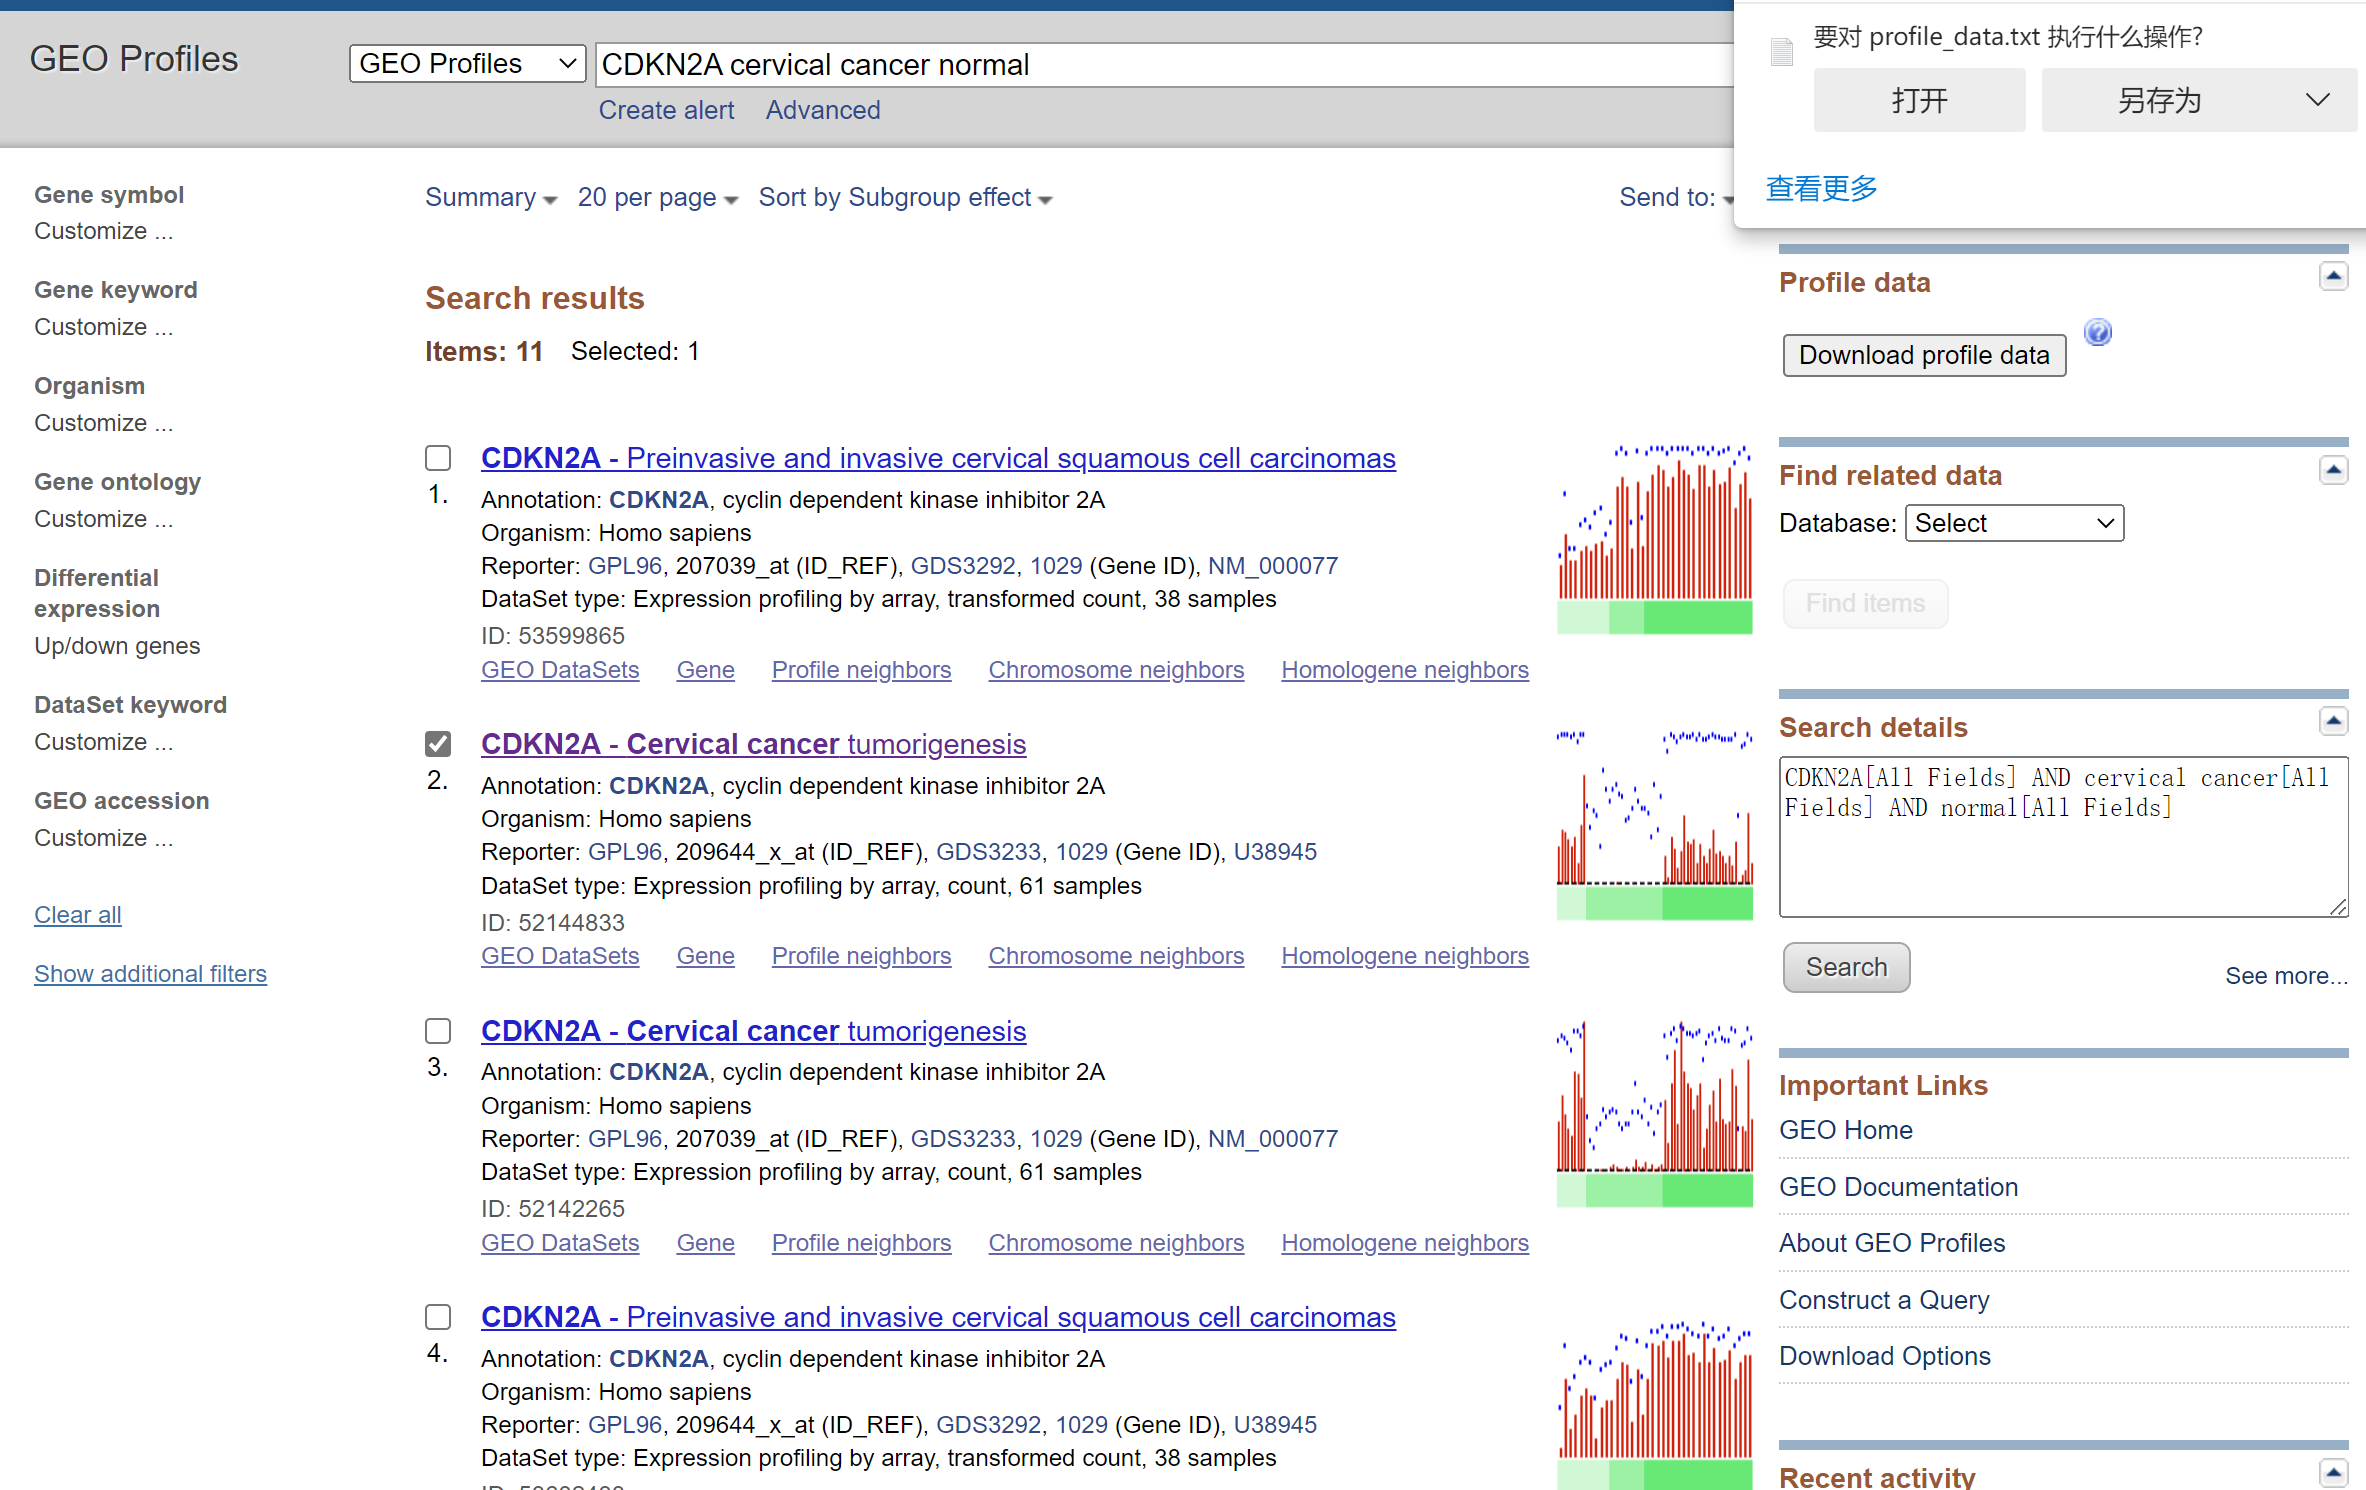 GEO Profiles
GEO Profiles
CDKN2A cervical cancer normal
Create alert Advanced
要对 profile_data.txt 执行什么操作?
打开
另存为
查看更多
Gene symbol
Customize ...
Gene keyword
Customize ...
Organism
Customize ...
Gene ontology
Customize ...
Differential
expression
Up/down genes
DataSet keyword
Customize ...
GEO accession
Customize ...
Clear all
Show additional filters
Summary 20 per page Sort by Subgroup effect Send to:
Search results
Items: 11 Selected: 1
CDKN2A - Preinvasive and invasive cervical squamous cell carcinomas
1.
Annotation: CDKN2A, cyclin dependent kinase inhibitor 2A
Organism: Homo sapiens
Reporter: GPL96, 207039_at (ID_REF), GDS3292, 1029 (Gene ID), NM_000077
DataSet type: Expression profiling by array, transformed count, 38 samples
ID: 53599865
GEO DataSets Gene Profile neighbors Chromosome neighbors Homologene neighbors
CDKN2A - Cervical cancer tumorigenesis
2.
Annotation: CDKN2A, cyclin dependent kinase inhibitor 2A
Organism: Homo sapiens
Reporter: GPL96, 209644_x_at (ID_REF), GDS3233, 1029 (Gene ID), U38945
DataSet type: Expression profiling by array, count, 61 samples
ID: 52144833
GEO DataSets Gene Profile neighbors Chromosome neighbors Homologene neighbors
CDKN2A - Cervical cancer tumorigenesis
3.
Annotation: CDKN2A, cyclin dependent kinase inhibitor 2A
Organism: Homo sapiens
Reporter: GPL96, 207039_at (ID_REF), GDS3233, 1029 (Gene ID), NM_000077
DataSet type: Expression profiling by array, count, 61 samples
ID: 52142265
GEO DataSets Gene Profile neighbors Chromosome neighbors Homologene neighbors
CDKN2A - Preinvasive and invasive cervical squamous cell carcinomas
4.
Annotation: CDKN2A, cyclin dependent kinase inhibitor 2A
Organism: Homo sapiens
Reporter: GPL96, 209644_x_at (ID_REF), GDS3292, 1029 (Gene ID), U38945
DataSet type: Expression profiling by array, transformed count, 38 samples
Profile data
Download profile data
Find related data
Database: Select
Find items
Search details
CDKN2A[All Fields] AND cervical cancer[All
Fields] AND normal[All Fields]
Search
See more...
Important Links
GEO Home
GEO Documentation
About GEO Profiles
Construct a Query
Download Options
Recent activity